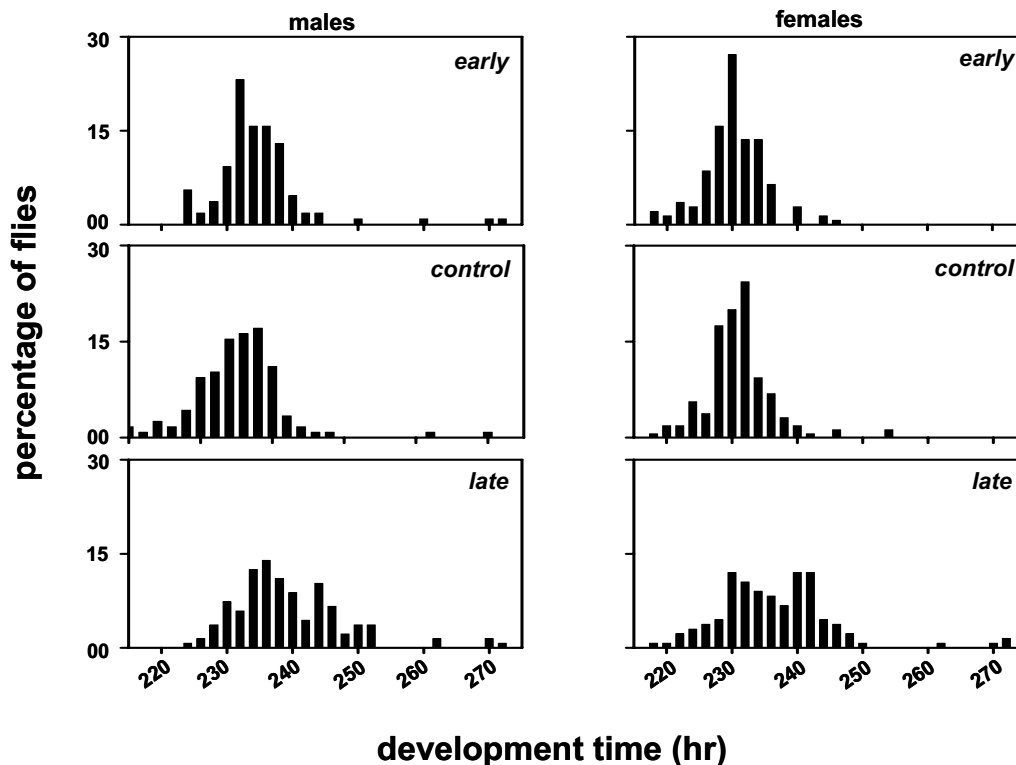 males
females
30
early
15
00
early
percentage of flies
30
control
15
00
control
30
late
15
00
late
220 230 240 250 260 270
220 230 240 250 260 270
development time (hr)